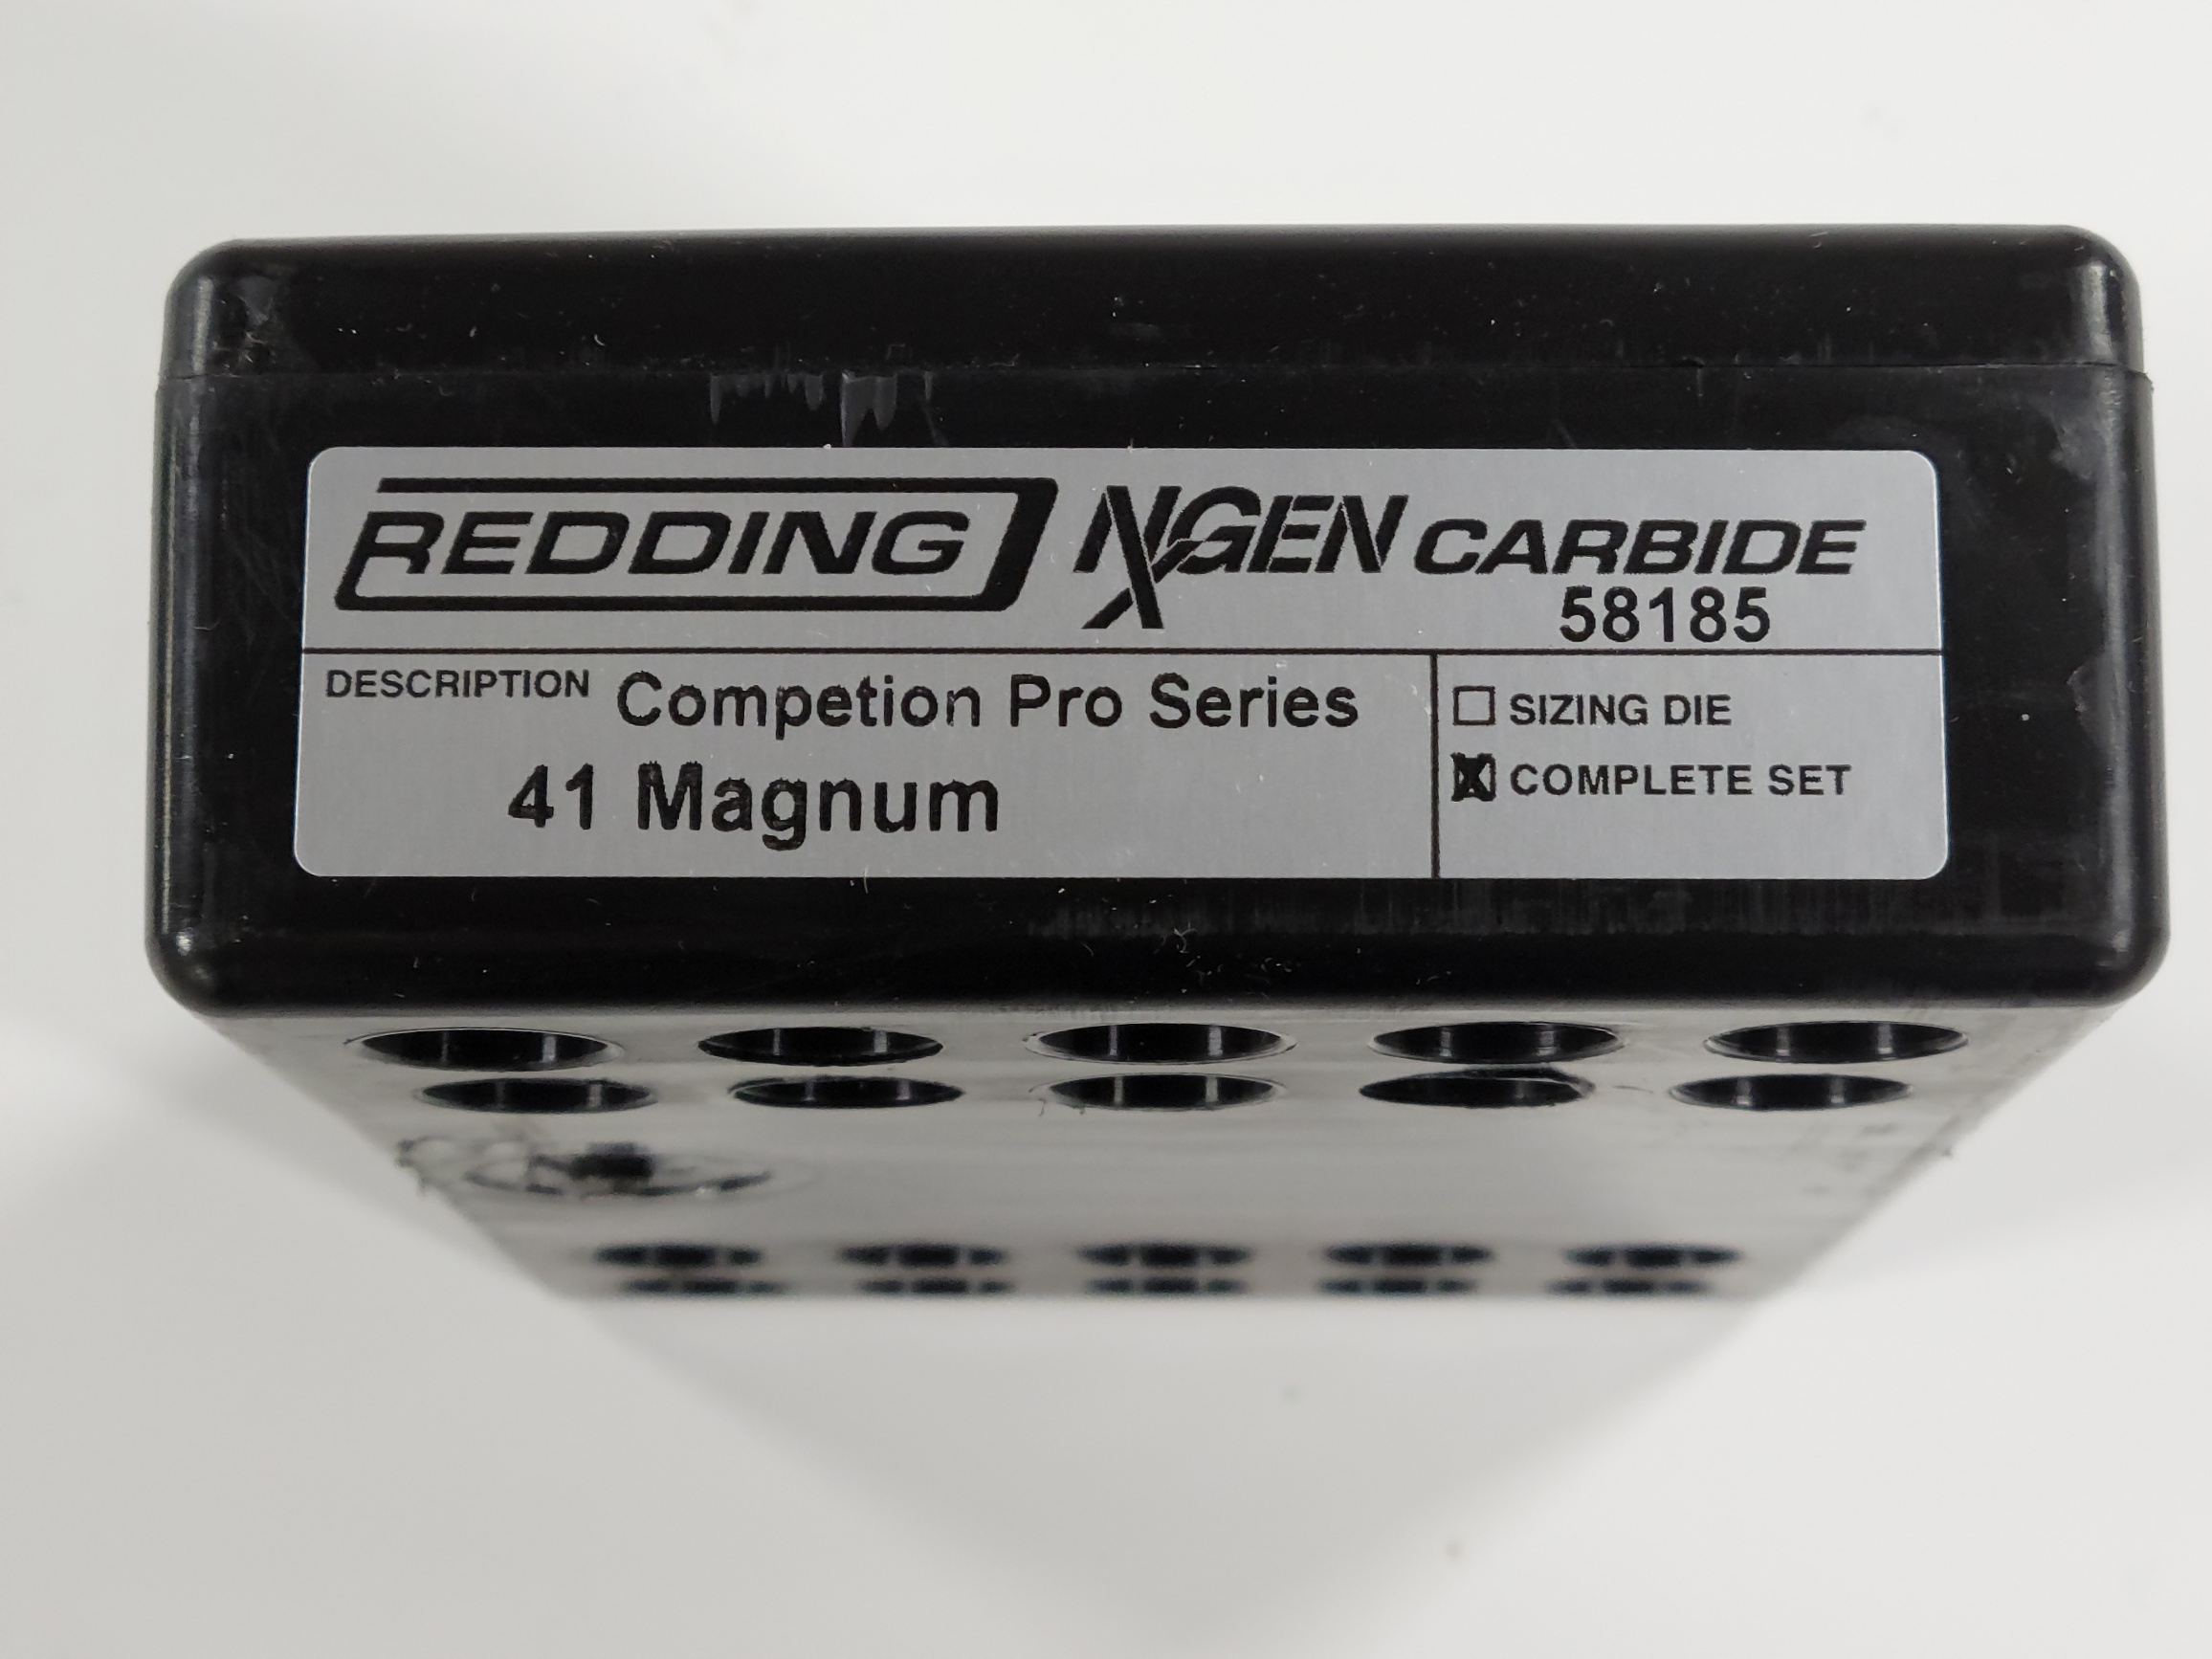 REDDING NXGEN CARBIDE
58185
DESCRIPTION Competion Pro Series
41 Magnum
SIZING DIE
COMPLETE SET